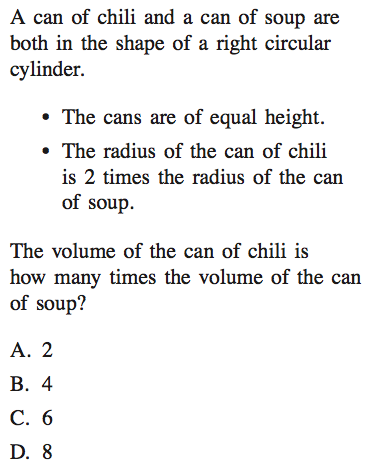 A can of chili and a can of soup are
both in the shape of a right circular
cylinder.
• The cans are of equal height.
• The radius of the can of chili
is 2 times the radius of the can
of soup.
The volume of the can of chili is
how many times the volume of the can
of soup?
A. 2
B. 4
C. 6
D. 8